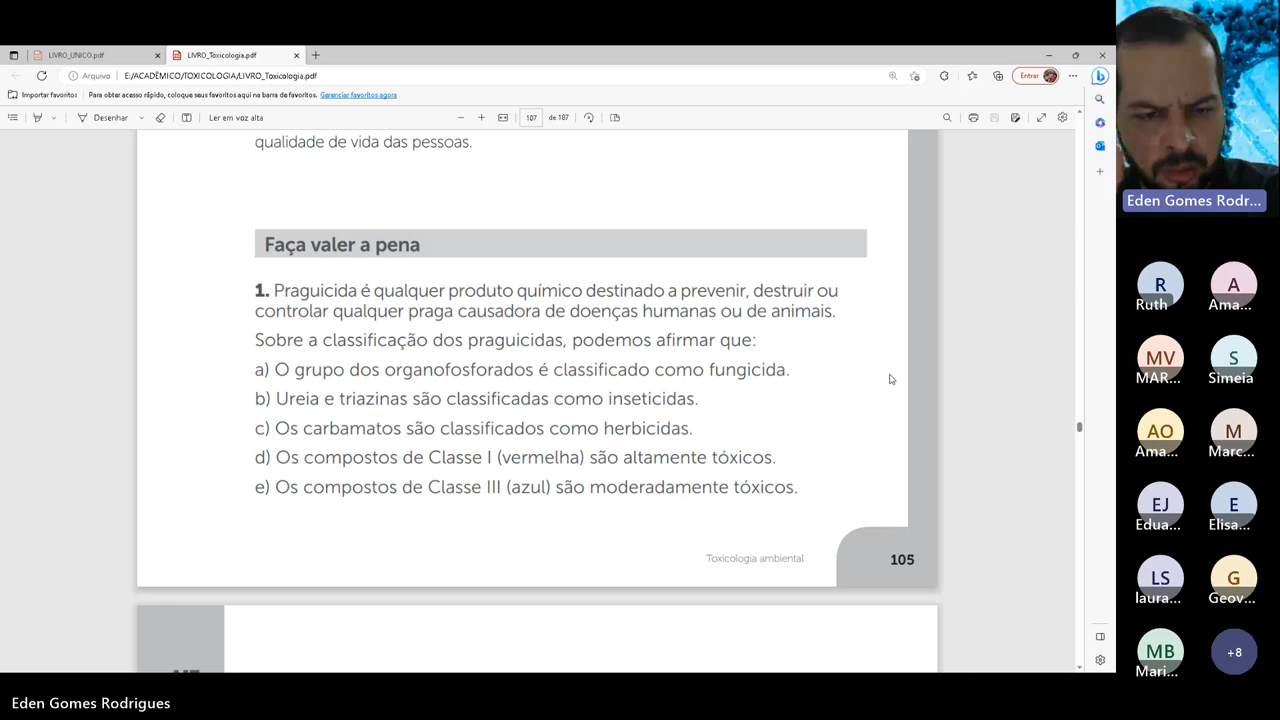 LIVRO_UNICO.pdf
LIVRO_Toxicologia.pdf
Arquivo
E:/ACADÊMICO/TOXICOLOGIA/LIVRO_Toxicologia.pdf
Entrar
Importar favoritos
Para obter acesso rápido, coloque seus favoritos aqui na barra de favoritos. Gerenciar favoritos agora
Desenhar
Ler em voz alta
107 de 187
qualidade de vida das pessoas.
Faça valer a pena
1. Praguicida é qualquer produto químico destinado a prevenir, destruir ou
controlar qualquer praga causadora de doenças humanas ou de animais.
Sobre a classificação dos praguicidas, podemos afirmar que:
a) O grupo dos organofosforados é classificado como fungicida.
b) Ureia e triazinas são classificadas como inseticidas.
c) Os carbamatos são classificados como herbicidas.
d) Os compostos de Classe I (vermelha) são altamente tóxicos.
e) Os compostos de Classe III (azul) são moderadamente tóxicos.
Toxicologia ambiental
105
Eden Gomes Rodr...
R
Ruth
A
Ama...
MV
MAR...
S
Simeia
AO
Ama...
M
Marc...
EJ
Edua...
E
Elisa...
LS
laura...
G
Geov...
MB
Mari...
+8
Eden Gomes Rodrigues